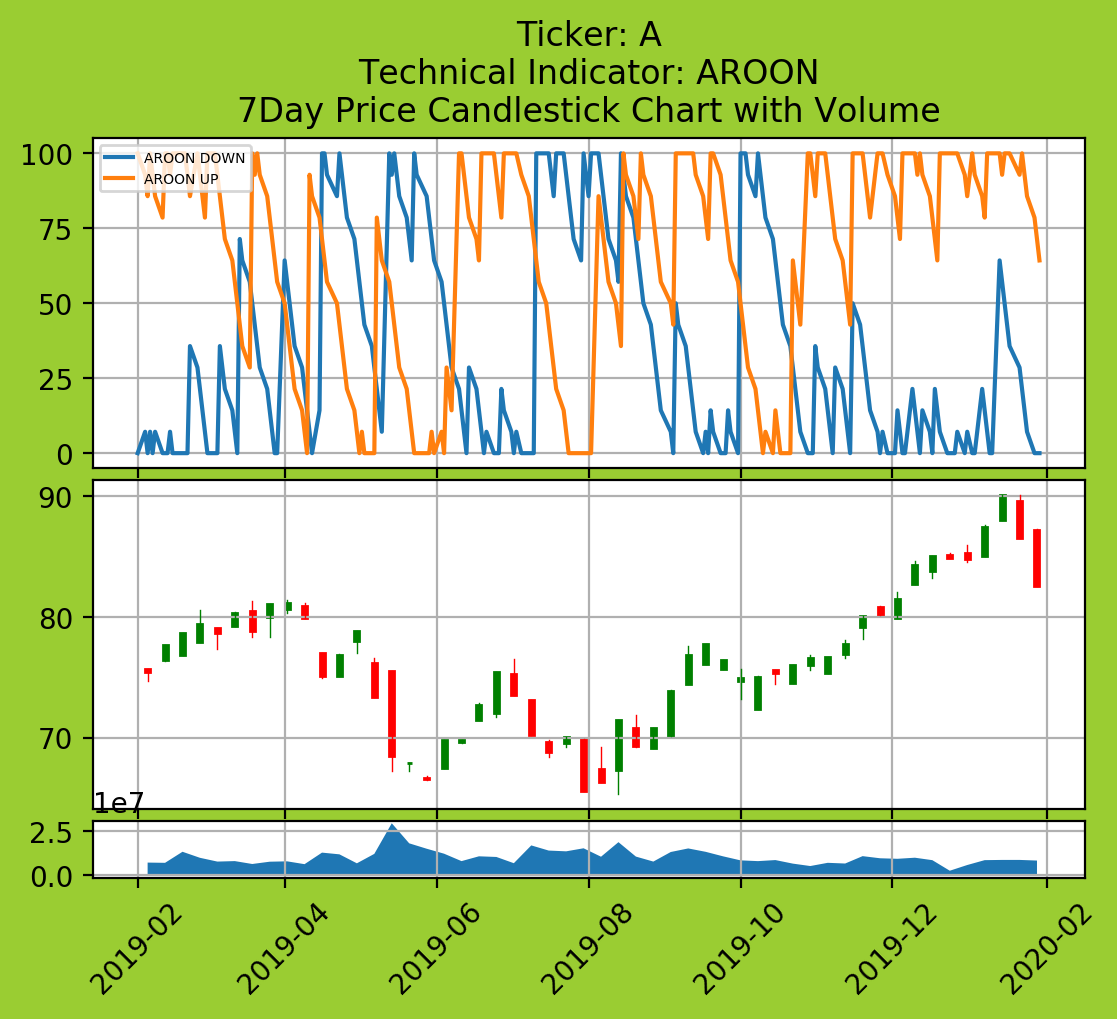 Ticker: A
Technical Indicator: AROON
7Day Price Candlestick Chart with Volume
100
75
50
25
0
AROON DOWN
AROON UP
90
80
70
1e7
2.5
0.0
2019-02
2019-04
2019-06
2019-08
2019-10
2019-12
2020-02